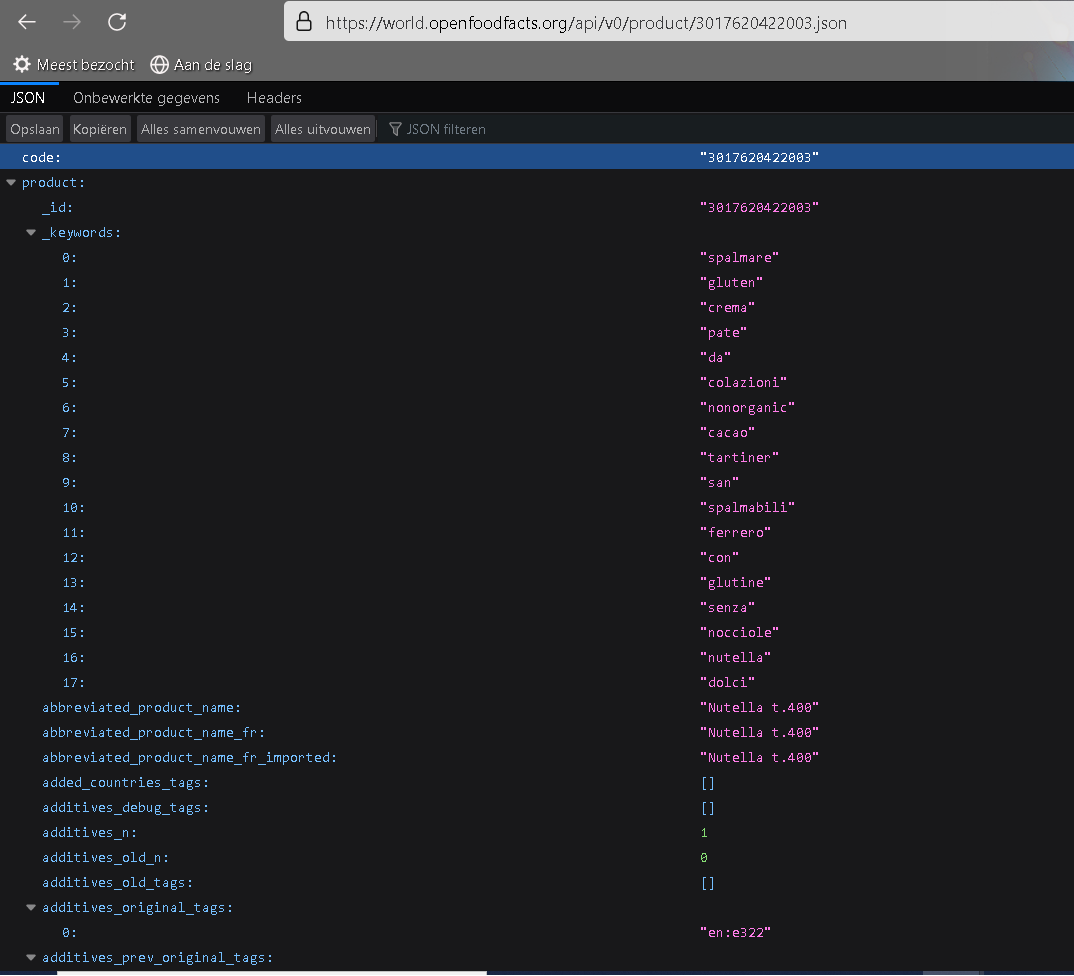 https://world.openfoodfacts.org/api/v0/product/3017620422003.json
Meest bezocht Aan de slag
JSON Onbewerkte gegevens Headers
Opslaan Kopiëren Alles samenvouwen Alles uitvouwen JSON filteren
code: "3017620422003"
product:
_id: "3017620422003"
_keywords:
0: "spalmare"
1: "gluten"
2: "crema"
3: "pate"
4: "da"
5: "colazioni"
6: "nonorganic"
7: "cacao"
8: "tartiner"
9: "san"
10: "spalmabili"
11: "ferrero"
12: "con"
13: "glutine"
14: "senza"
15: "nocciole"
16: "nutella"
17: "dolci"
abbreviated_product_name: "Nutella t.400"
abbreviated_product_name_fr: "Nutella t.400"
abbreviated_product_name_fr_imported: "Nutella t.400"
added_countries_tags: []
additives_debug_tags: []
additives_n: 1
additives_old_n: 0
additives_old_tags: []
additives_original_tags:
0: "en:e322"
additives_prev_original_tags: